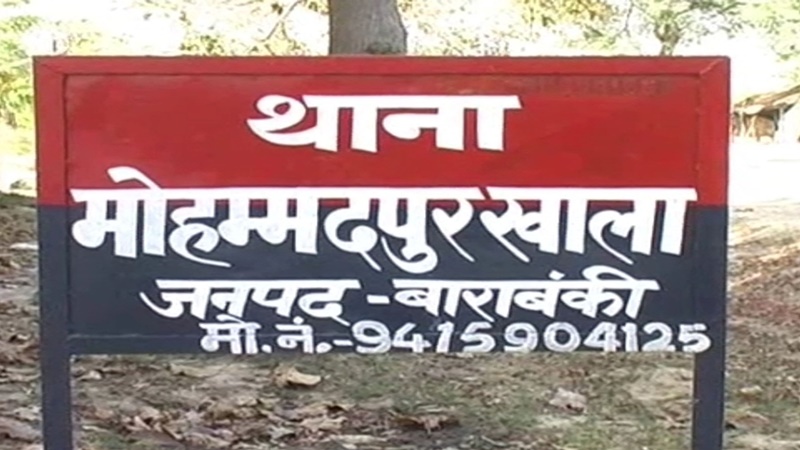 थाना
मोहम्मदपुरखाला
जनपद - बाराबंकी
मो. नं.-9415904125